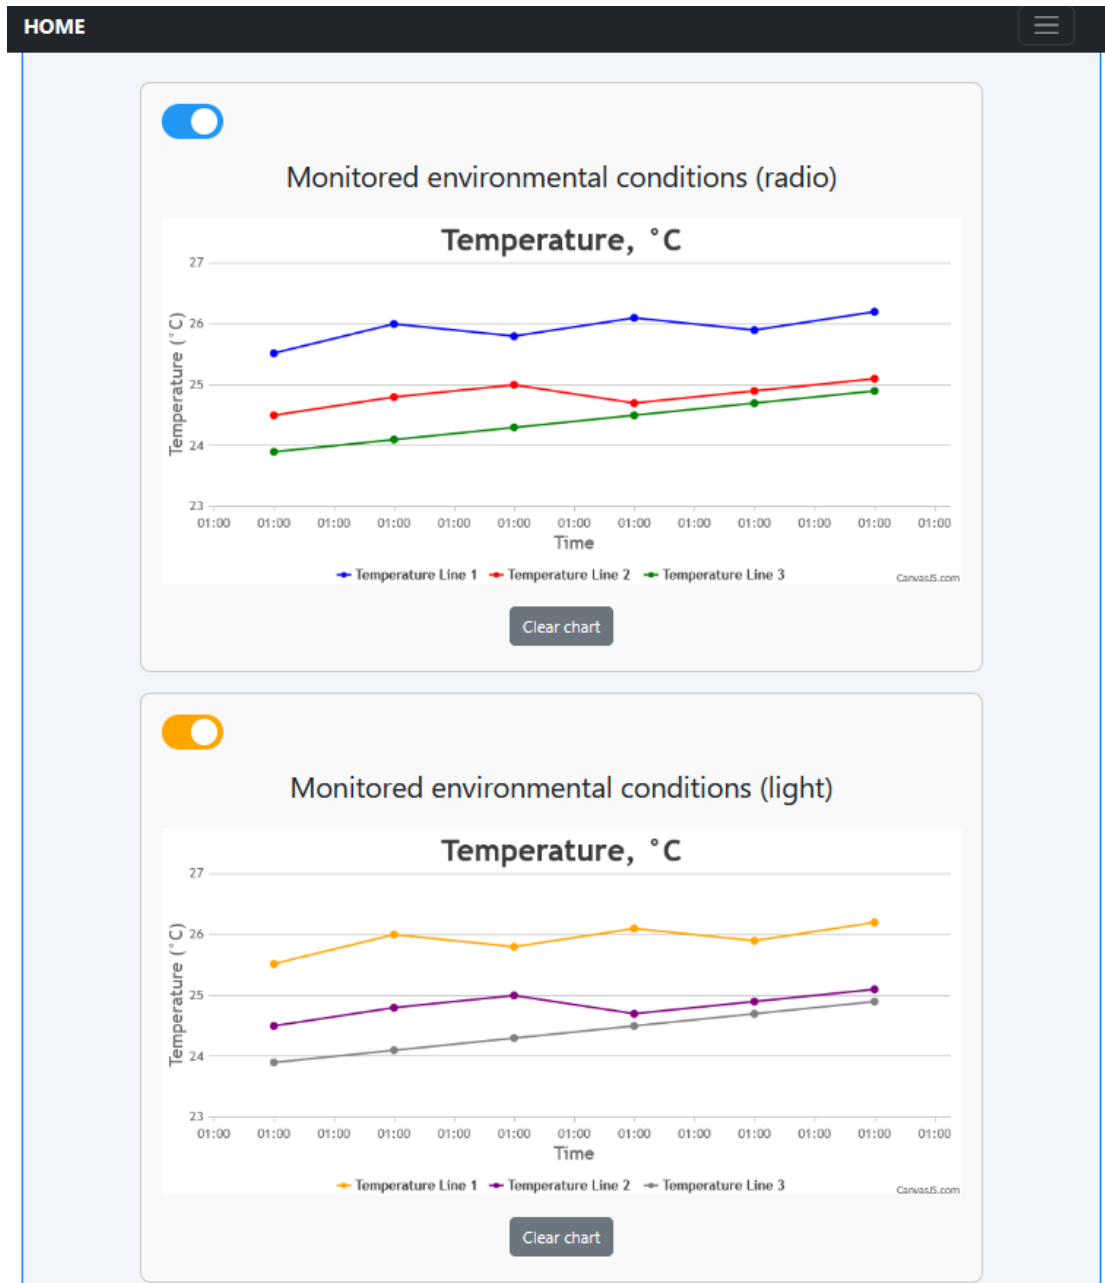 HOME
Monitored environmental conditions (radio)
Temperature, °C
27
26
25
24
23
Temperature (°C)
01:00 01:00 01:00 01:00 01:00 01:00 01:00 01:00 01:00 01:00 01:00 01:00 01:00
Time
Temperature Line 1 Temperature Line 2 Temperature Line 3
CanvasJS.com
Clear chart
Monitored environmental conditions (light)
Temperature, °C
27
26
25
24
23
Temperature (°C)
01:00 01:00 01:00 01:00 01:00 01:00 01:00 01:00 01:00 01:00 01:00 01:00 01:00
Time
Temperature Line 1 Temperature Line 2 Temperature Line 3
CanvasJS.com
Clear chart